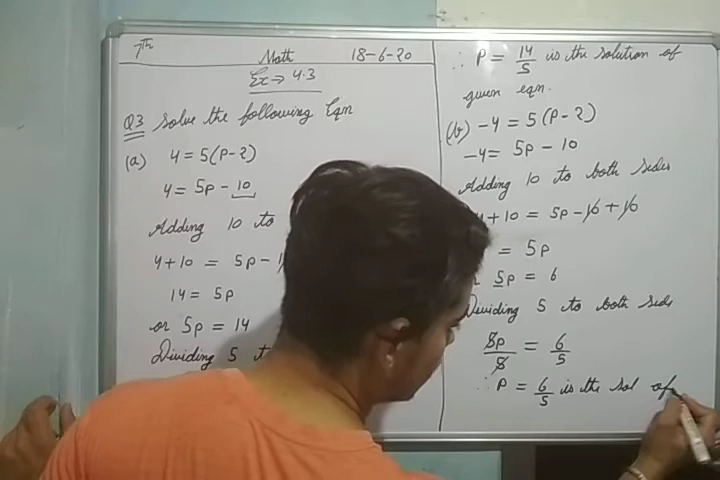 7th Math 18-6-20
Ex → 4.3
Q3 Solve the following Eqn
(a) 4 = 5(P-2)
4 = 5P - 10
Adding 10 to
4+10 = 5P -
14 = 5P
or 5P = 14
Dividing 5
∴ P = 14/5 is the solution of
given eqn.
(b) -4 = 5(P-2)
-4 = 5P - 10
Adding 10 to both sides
+10 = 5P - 10 + 10
= 5P
5P = 6
Dividing 5 to both side
5P/5 = 6/5
∴ P = 6/5 is the sol of